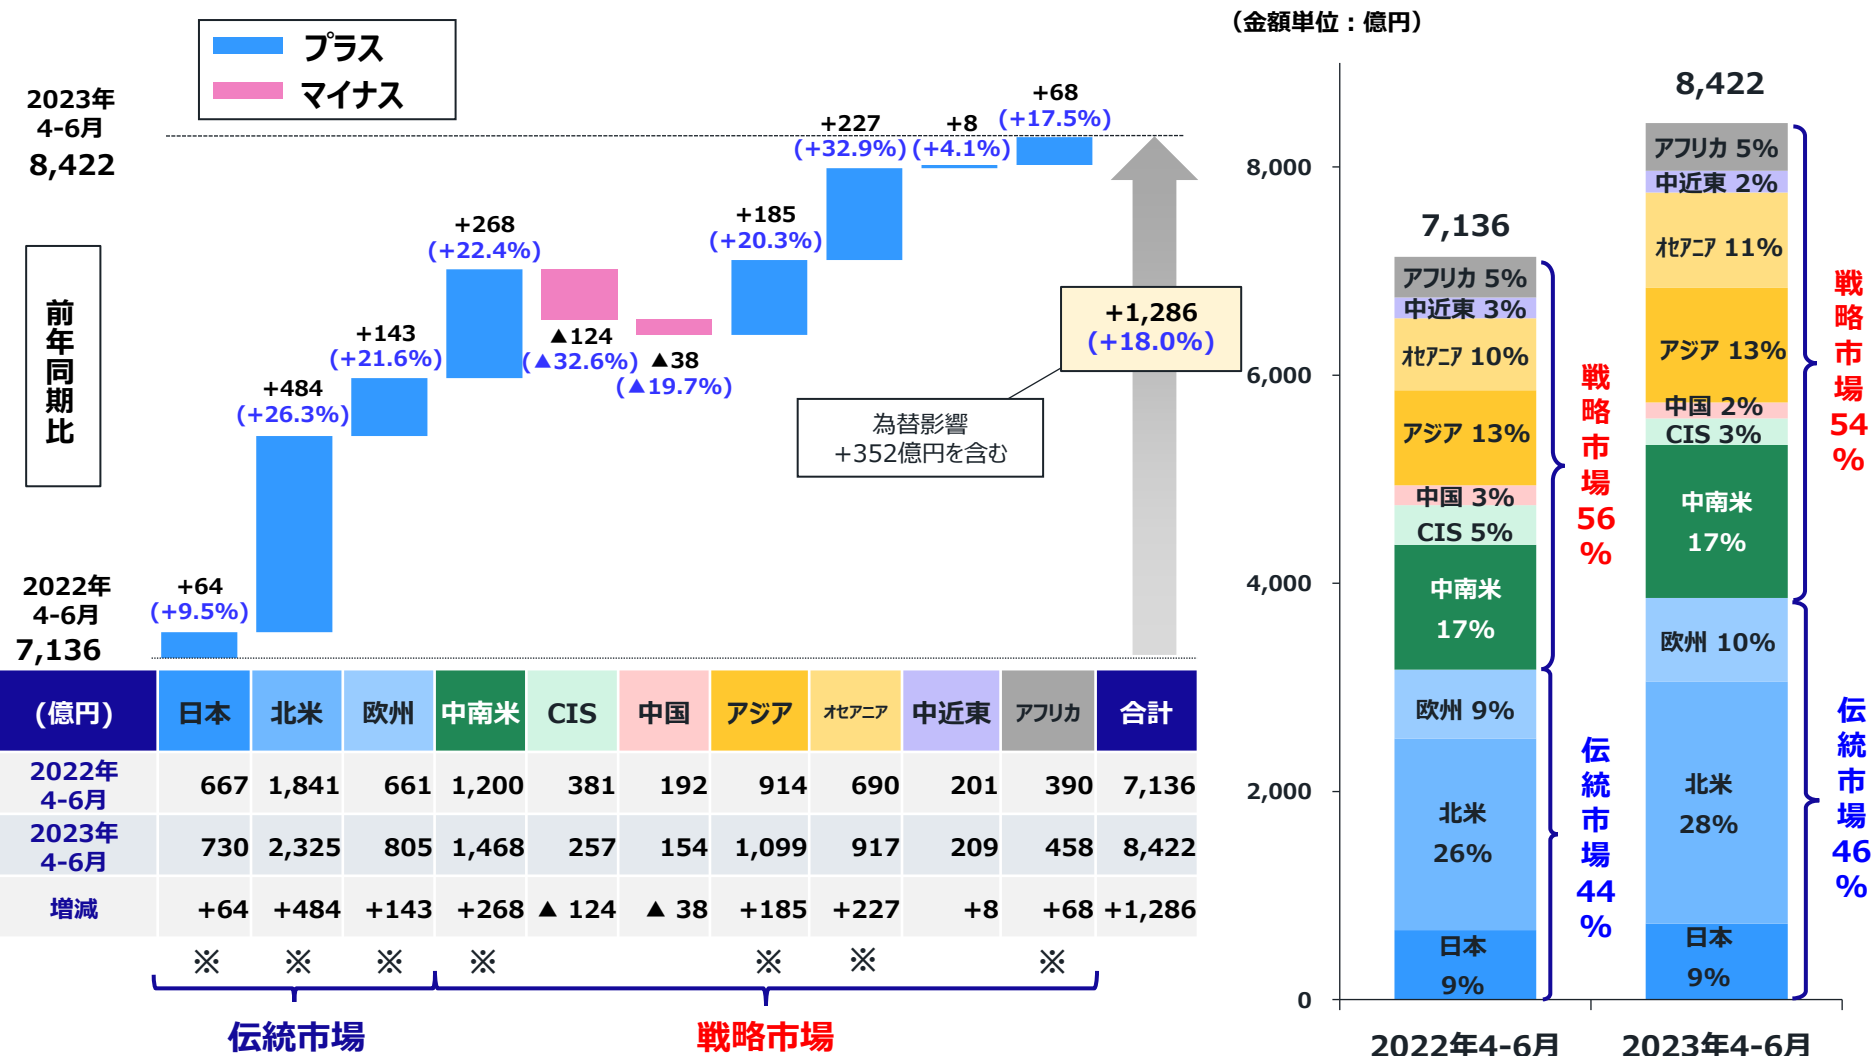 (金額単位：億円)
プラス
マイナス
2023年
4-6月
8,422
前年同期比
2022年
4-6月
7,136
+64
(+9.5%)
+484
(+26.3%)
+143
(+21.6%)
+268
(+22.4%)
▲124
(▲32.6%)
▲38
(▲19.7%)
+185
(+20.3%)
+227
(+32.9%)
+8
(+4.1%)
+68
(+17.5%)
+1,286
(+18.0%)
為替影響
+352億円を含む
(億円) 日本 北米 欧州 中南米 CIS 中国 アジア オセアニア 中近東 アフリカ 合計
2022年
4-6月 667 1,841 661 1,200 381 192 914 690 201 390 7,136
2023年
4-6月 730 2,325 805 1,468 257 154 1,099 917 209 458 8,422
増減 +64 +484 +143 +268 ▲ 124 ▲ 38 +185 +227 +8 +68 +1,286
※ ※ ※ ※ ※ ※ ※
伝統市場 戦略市場
8,000
6,000
4,000
2,000
0
7,136
アフリカ 5%
中近東 3%
オセアニア 10%
アジア 13%
中国 3%
CIS 5%
中南米
17%
欧州 9%
北米
26%
日本
9%
戦略市場56%
伝統市場44%
2022年4-6月
8,422
アフリカ 5%
中近東 2%
オセアニア 11%
アジア 13%
中国 2%
CIS 3%
中南米
17%
欧州 10%
北米
28%
日本
9%
戦略市場54%
伝統市場46%
2023年4-6月